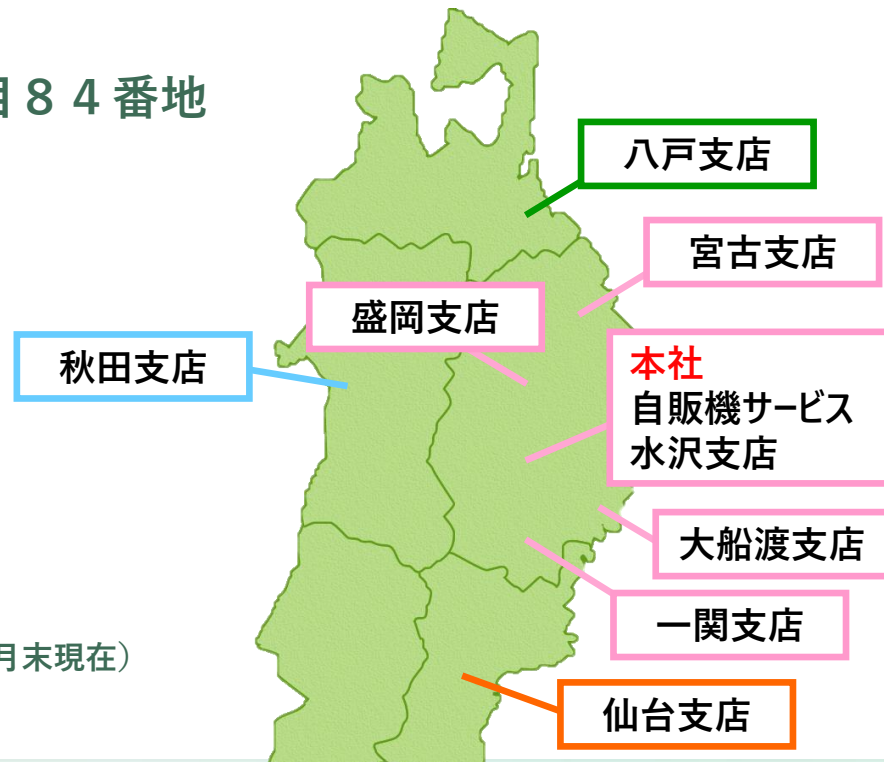 目８４番地
八戸支店
宮古支店
盛岡支店
秋田支店
本社
自販機サービス
水沢支店
大船渡支店
一関支店
月末現在）
仙台支店